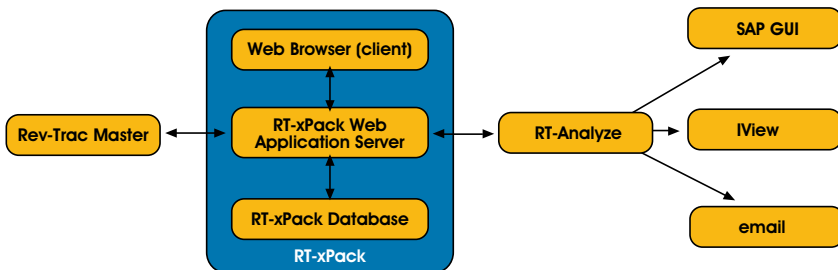 Rev-Trac Master
Web Browser (client)
RT-xPack Web
Application Server
RT-xPack Database
RT-xPack
RT-Analyze
SAP GUI
IView
email